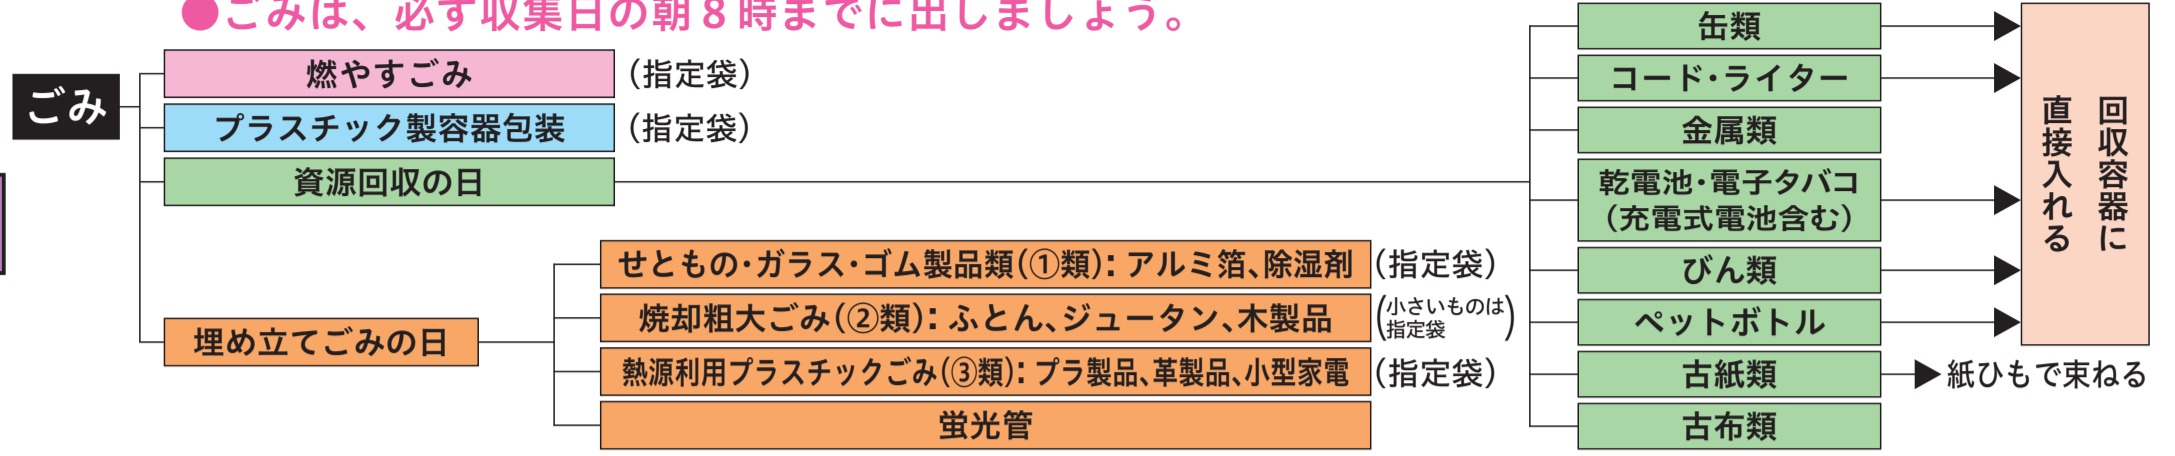 ●ごみは、必ず収集日の朝8時までに出しましょう。
ごみ
燃やすごみ
（指定袋）
プラスチック製容器包装
（指定袋）
資源回収の日
缶類
コード・ライター
金属類
乾電池・電子タバコ
（充電式電池含む）
びん類
ペットボトル
古紙類
紙ひもで束ねる
古布類
回収容器に
直接入れる
埋め立てごみの日
せともの・ガラス・ゴム製品類(①類)：アルミ箔、除湿剤
（指定袋）
焼却粗大ごみ(②類)：ふとん、ジュータン、木製品
(小さいものは
指定袋)
熱源利用プラスチックごみ(③類)：プラ製品、革製品、小型家電
（指定袋）
蛍光管